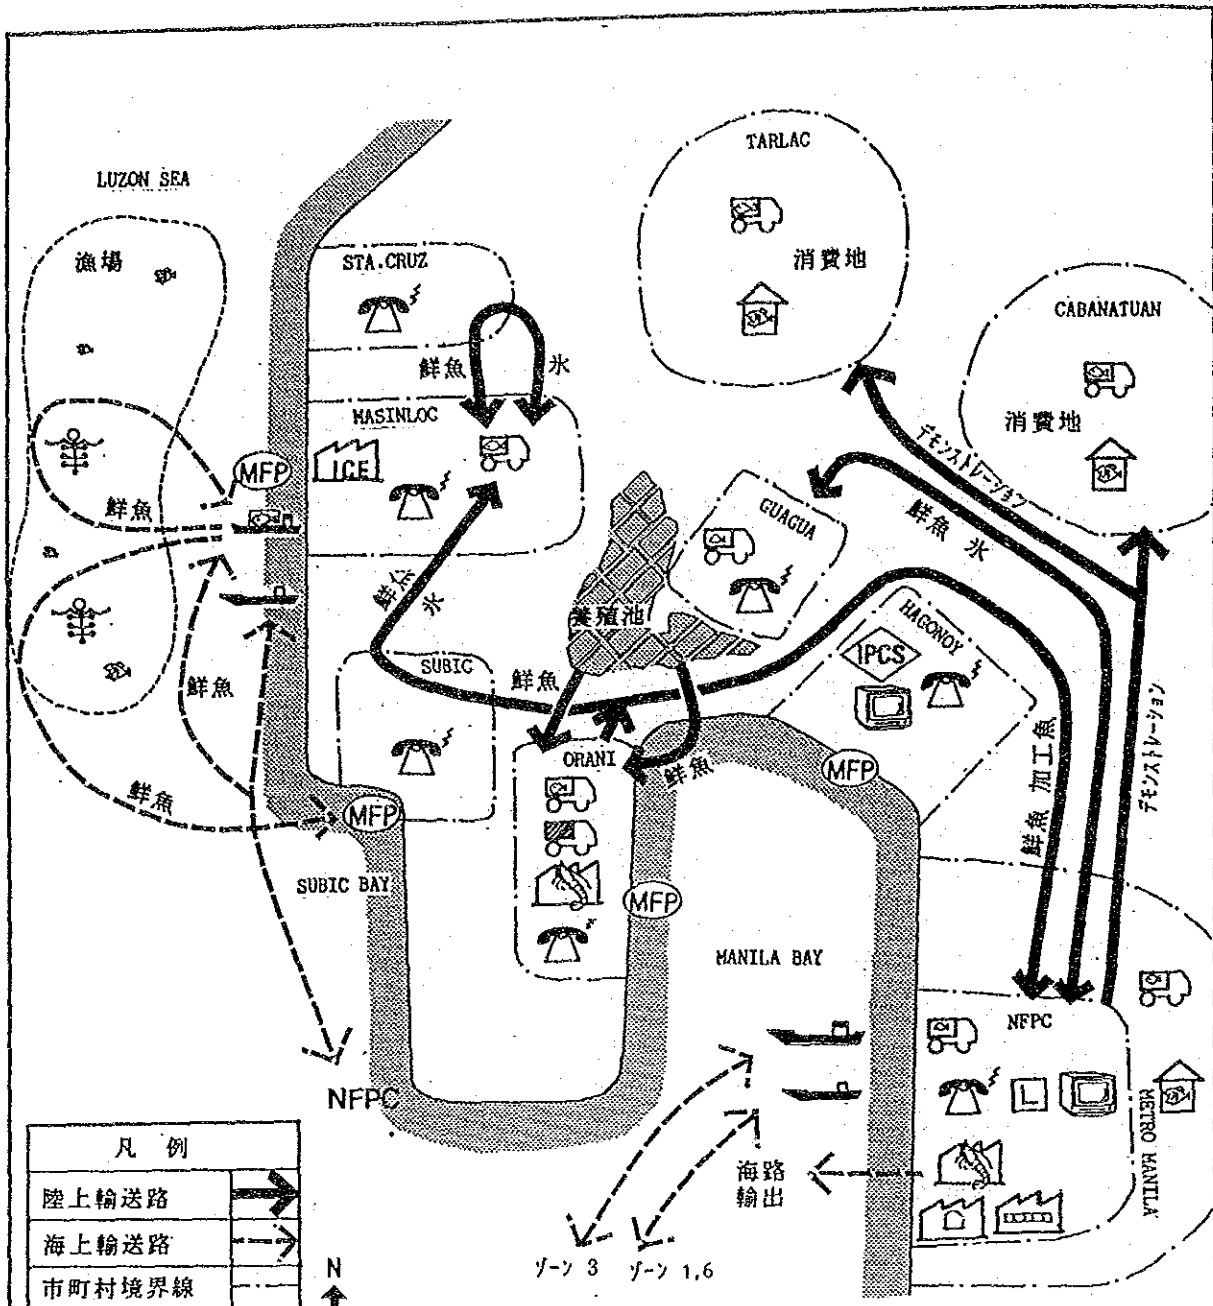 TARLAC
LUZON SEA
漁場
STA.CRUZ
消費地
CABANATUAN
鮮魚
氷
MASINLOC
消費地
デモンストレーション
MFP
ICE
鮮魚
GUAGUA
鮮魚 氷
鮮魚
氷
養殖池
HAGONOY
IPCS
SUBIC
鮮魚
鮮魚
デモンストレーション
ORANI
鮮魚
MFP
鮮魚 加工魚
鮮魚
MFP
SUBIC BAY
MFP
MANILA BAY
NFPC
NFPC
L
METRO MANILA
海路
輸出
ゾーン 3
ゾーン 1,6
凡例
陸上輸送路
海上輸送路
市町村境界線
N